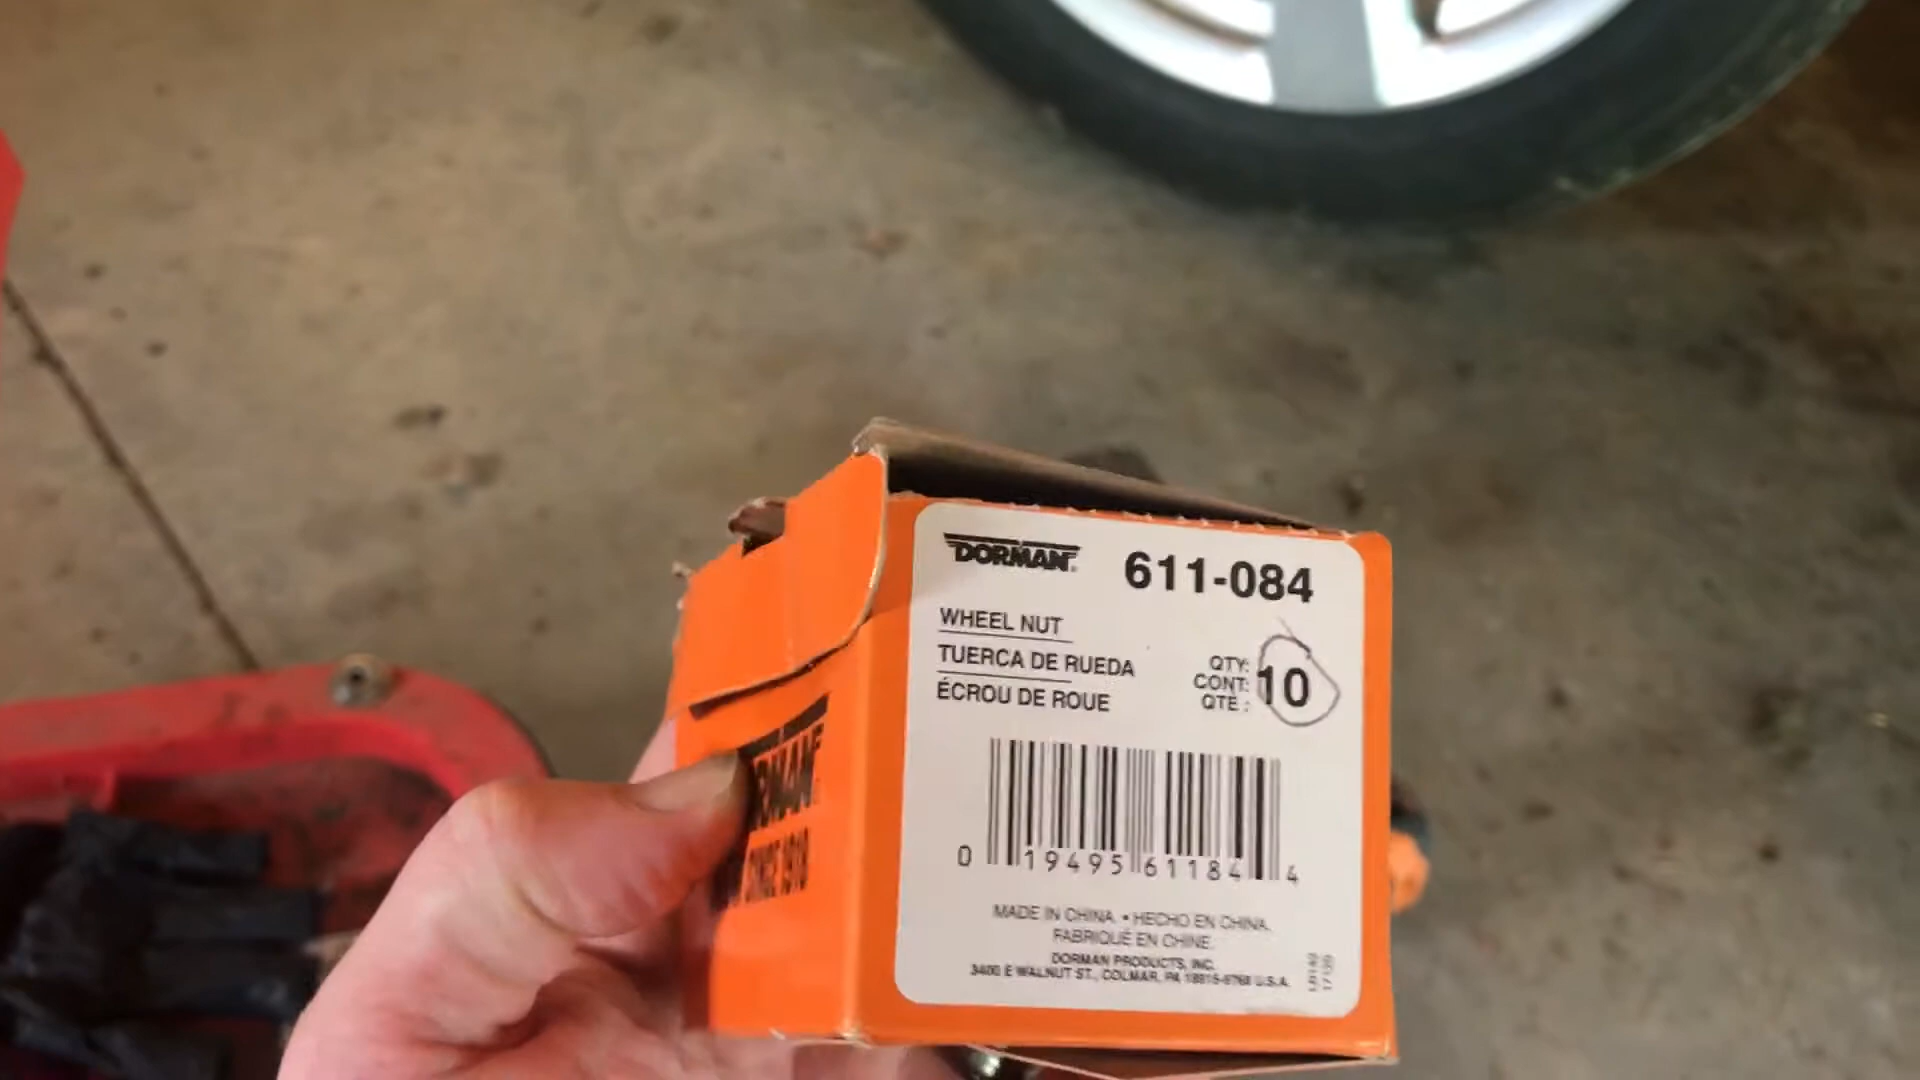 DORMAN
611-084
WHEEL NUT
TUERCA DE RUEDA
ÉCROU DE ROUE
QTY:
CONT:
QTE :
10
0 19495 61184 4
MADE IN CHINA • HECHO EN CHINA
FABRIQUÉ EN CHINE
DORMAN PRODUCTS, INC.
3400 E WALNUT ST., COLMAR, PA 18915-9768 U.S.A.
SINCE 1918